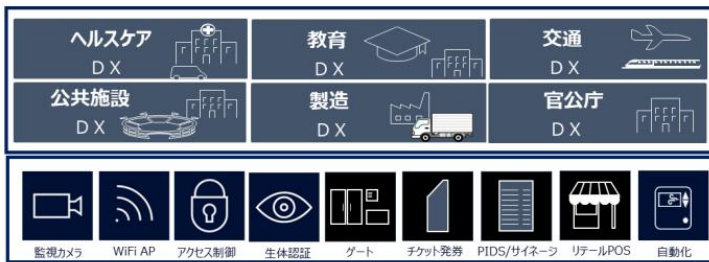 ヘルスケア
DX
教育
DX
交通
DX
公共施設
DX
製造
DX
官公庁
DX
監視カメラ
WiFi AP
アクセス制御
生体認証
ゲート
チケット発券
PIDS/サイネージ
リテールPOS
自動化